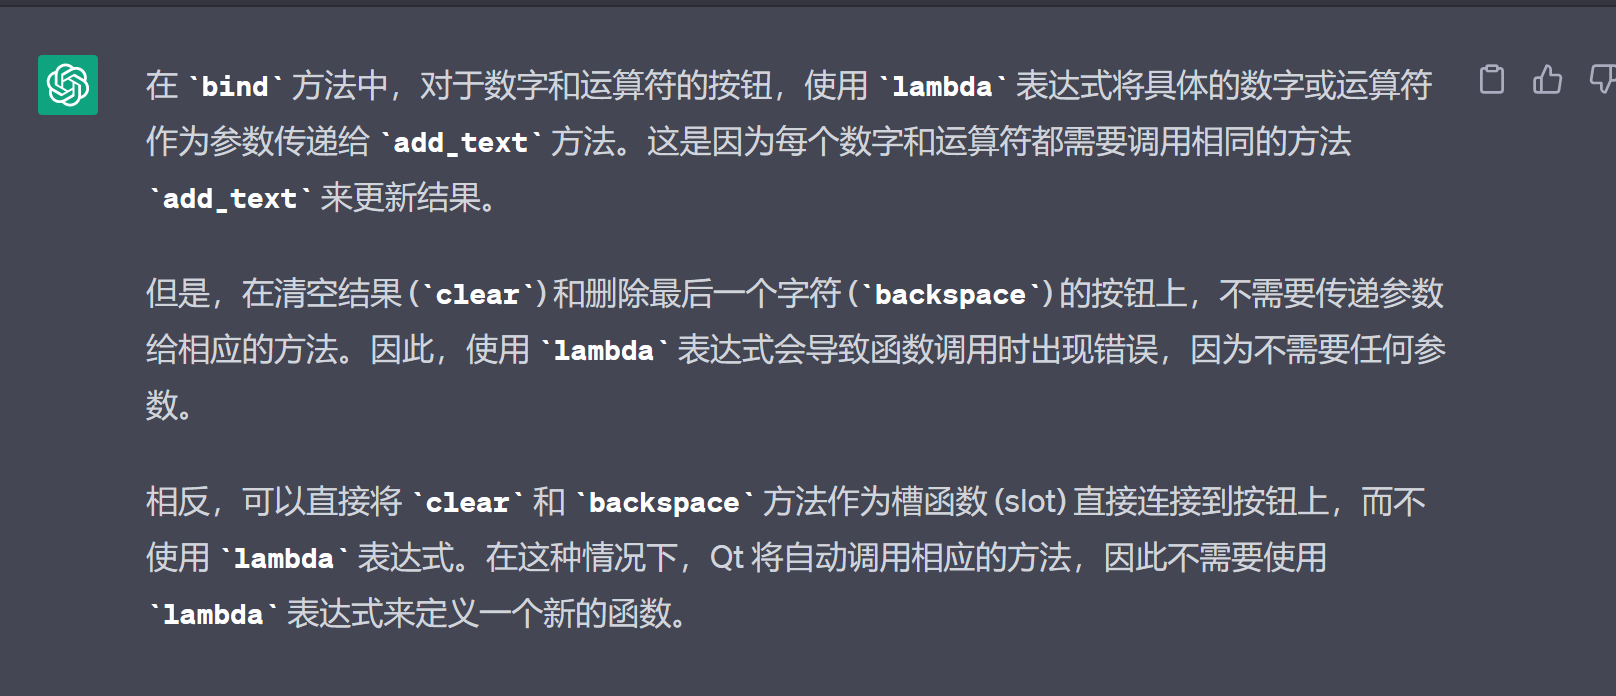 在 `bind` 方法中，对于数字和运算符的按钮，使用 `lambda` 表达式将具体的数字或运算符
作为参数传递给 `add_text` 方法。这是因为每个数字和运算符都需要调用相同的方法
`add_text` 来更新结果。
但是，在清空结果 (`clear`) 和删除最后一个字符 (`backspace`) 的按钮上，不需要传递参数
给相应的方法。因此，使用 `lambda` 表达式会导致函数调用时出现错误，因为不需要任何参
数。
相反，可以直接将 `clear` 和 `backspace` 方法作为槽函数 (slot) 直接连接到按钮上，而不
使用 `lambda` 表达式。在这种情况下，Qt 将自动调用相应的方法，因此不需要使用
`lambda` 表达式来定义一个新的函数。